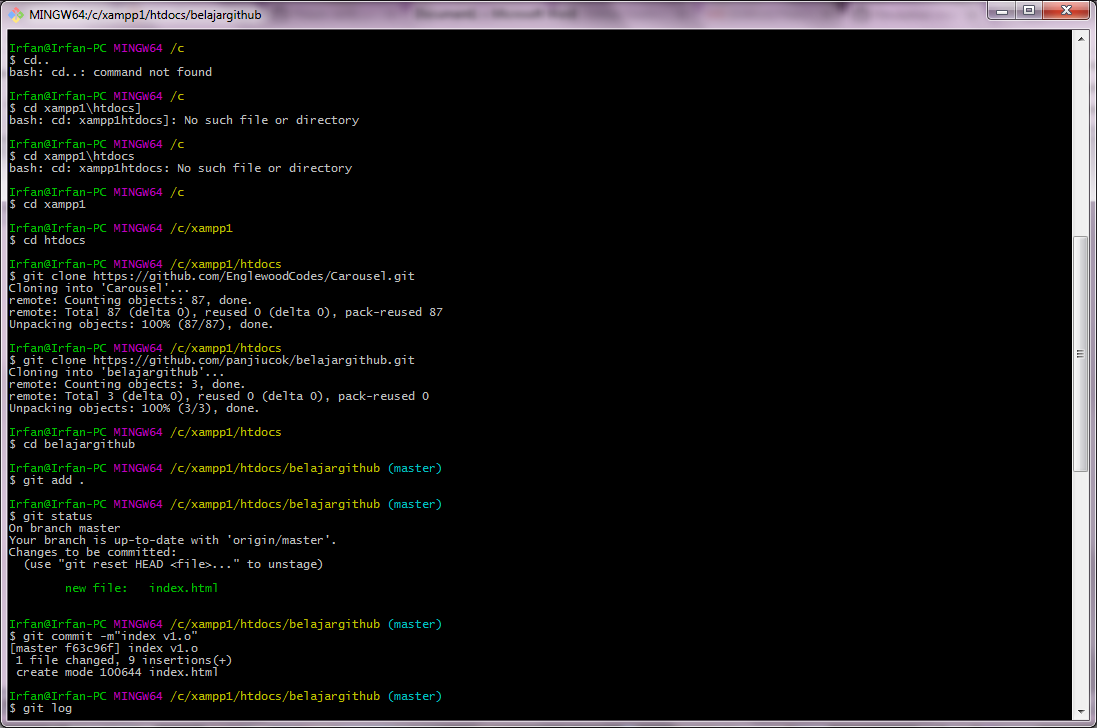 MINGW64:/c/xampp1/htdocs/belajargithub
Irfan@Irfan-PC MINGW64 /c
$ cd..
bash: cd..: command not found
Irfan@Irfan-PC MINGW64 /c
$ cd xampp1\htdocs]
bash: cd: xampp1htdocs]: No such file or directory
Irfan@Irfan-PC MINGW64 /c
$ cd xampp1\htdocs
bash: cd: xampp1htdocs: No such file or directory
Irfan@Irfan-PC MINGW64 /c
$ cd xampp1
Irfan@Irfan-PC MINGW64 /c/xampp1
$ cd htdocs
Irfan@Irfan-PC MINGW64 /c/xampp1/htdocs
$ git clone https://github.com/EnglewoodCodes/Carousel.git
Cloning into 'Carousel'...
remote: Counting objects: 87, done.
remote: Total 87 (delta 0), reused 0 (delta 0), pack-reused 87
Unpacking objects: 100% (87/87), done.
Irfan@Irfan-PC MINGW64 /c/xampp1/htdocs
$ git clone https://github.com/panjiucok/belajargithub.git
Cloning into 'belajargithub'...
remote: Counting objects: 3, done.
remote: Total 3 (delta 0), reused 0 (delta 0), pack-reused 0
Unpacking objects: 100% (3/3), done.
Irfan@Irfan-PC MINGW64 /c/xampp1/htdocs
$ cd belajargithub
Irfan@Irfan-PC MINGW64 /c/xampp1/htdocs/belajargithub (master)
$ git add .
Irfan@Irfan-PC MINGW64 /c/xampp1/htdocs/belajargithub (master)
$ git status
On branch master
Your branch is up-to-date with 'origin/master'.
Changes to be committed:
  (use "git reset HEAD <file>..." to unstage)
        new file:   index.html
Irfan@Irfan-PC MINGW64 /c/xampp1/htdocs/belajargithub (master)
$ git commit -m"index v1.o"
[master f63c96f] index v1.o
 1 file changed, 9 insertions(+)
 create mode 100644 index.html
Irfan@Irfan-PC MINGW64 /c/xampp1/htdocs/belajargithub (master)
$ git log